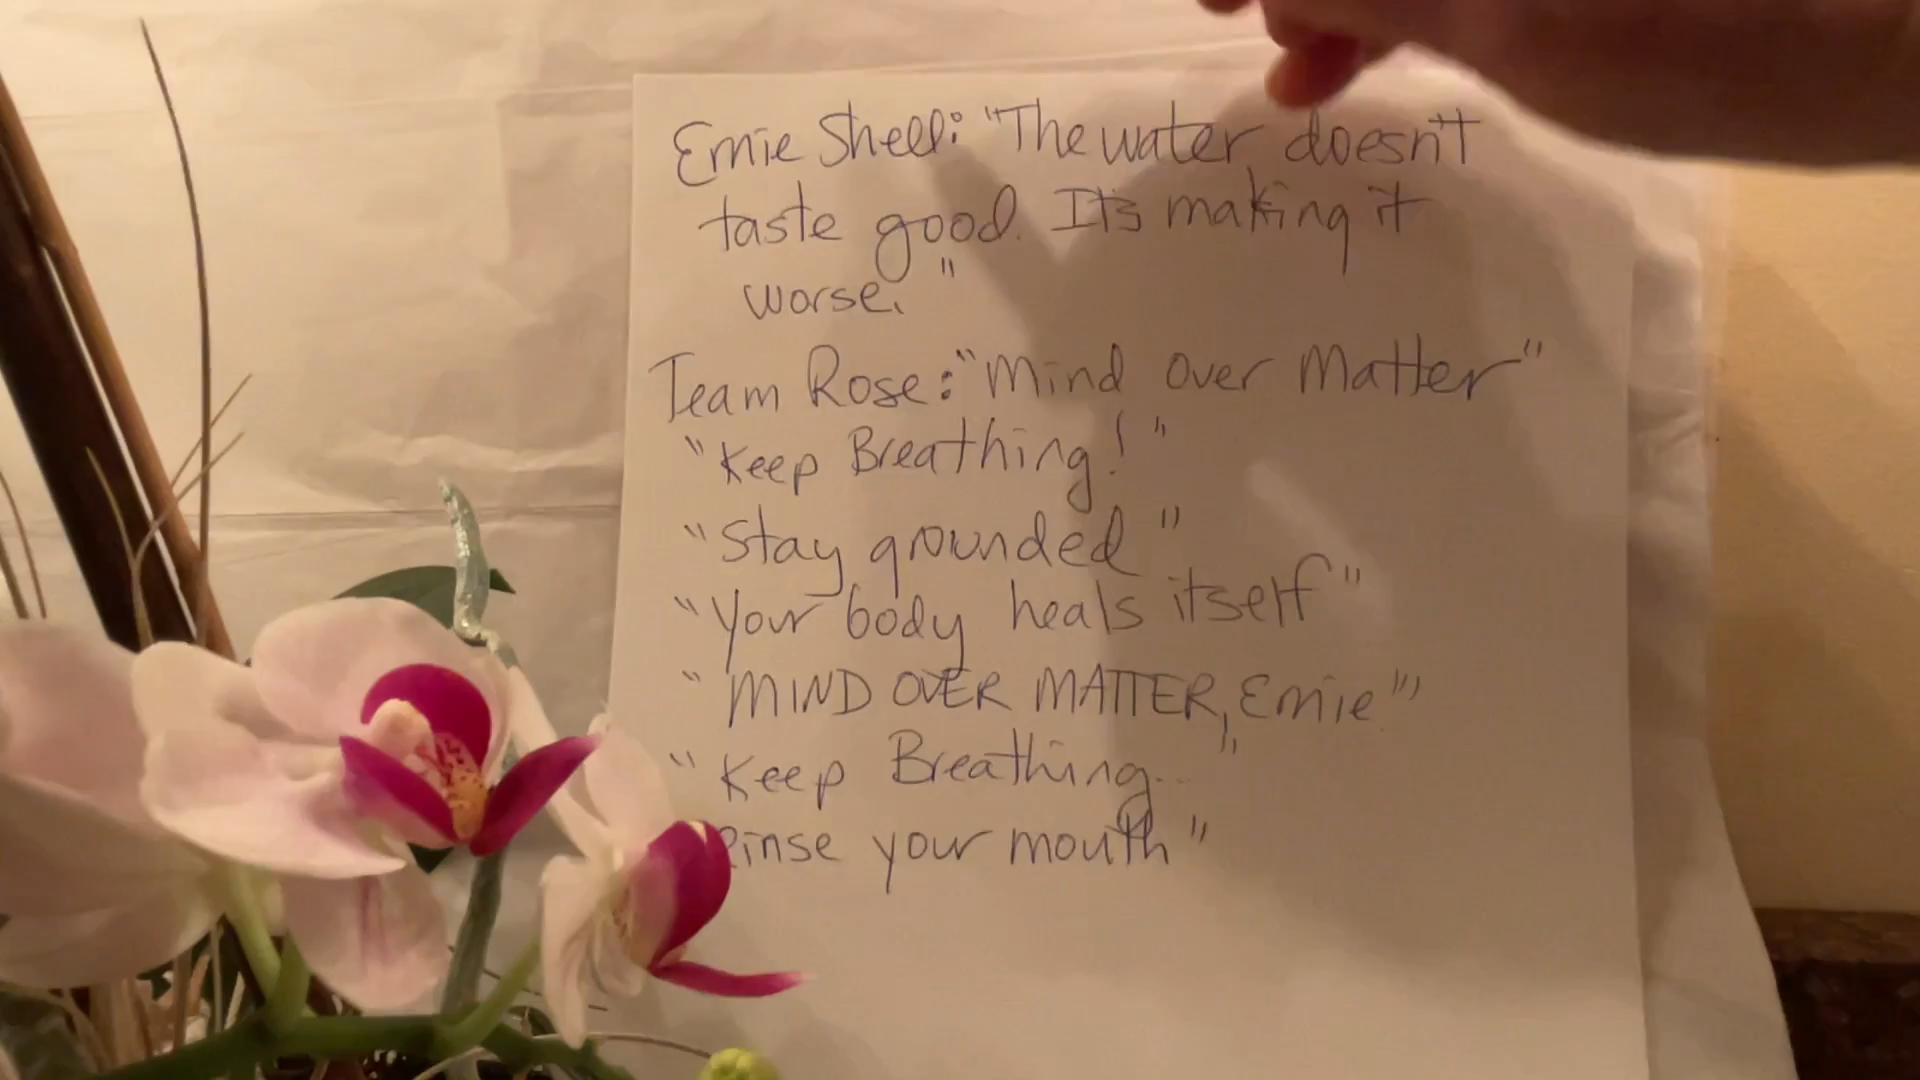 Ernie Shell: "The water doesn't
taste good. It's making it
worse."
Team Rose: "Mind Over Matter"
"Keep Breathing!"
"Stay grounded"
"Your body heals itself"
"MIND OVER MATTER, Ernie"
"Keep Breathing..."
Rinse your mouth"